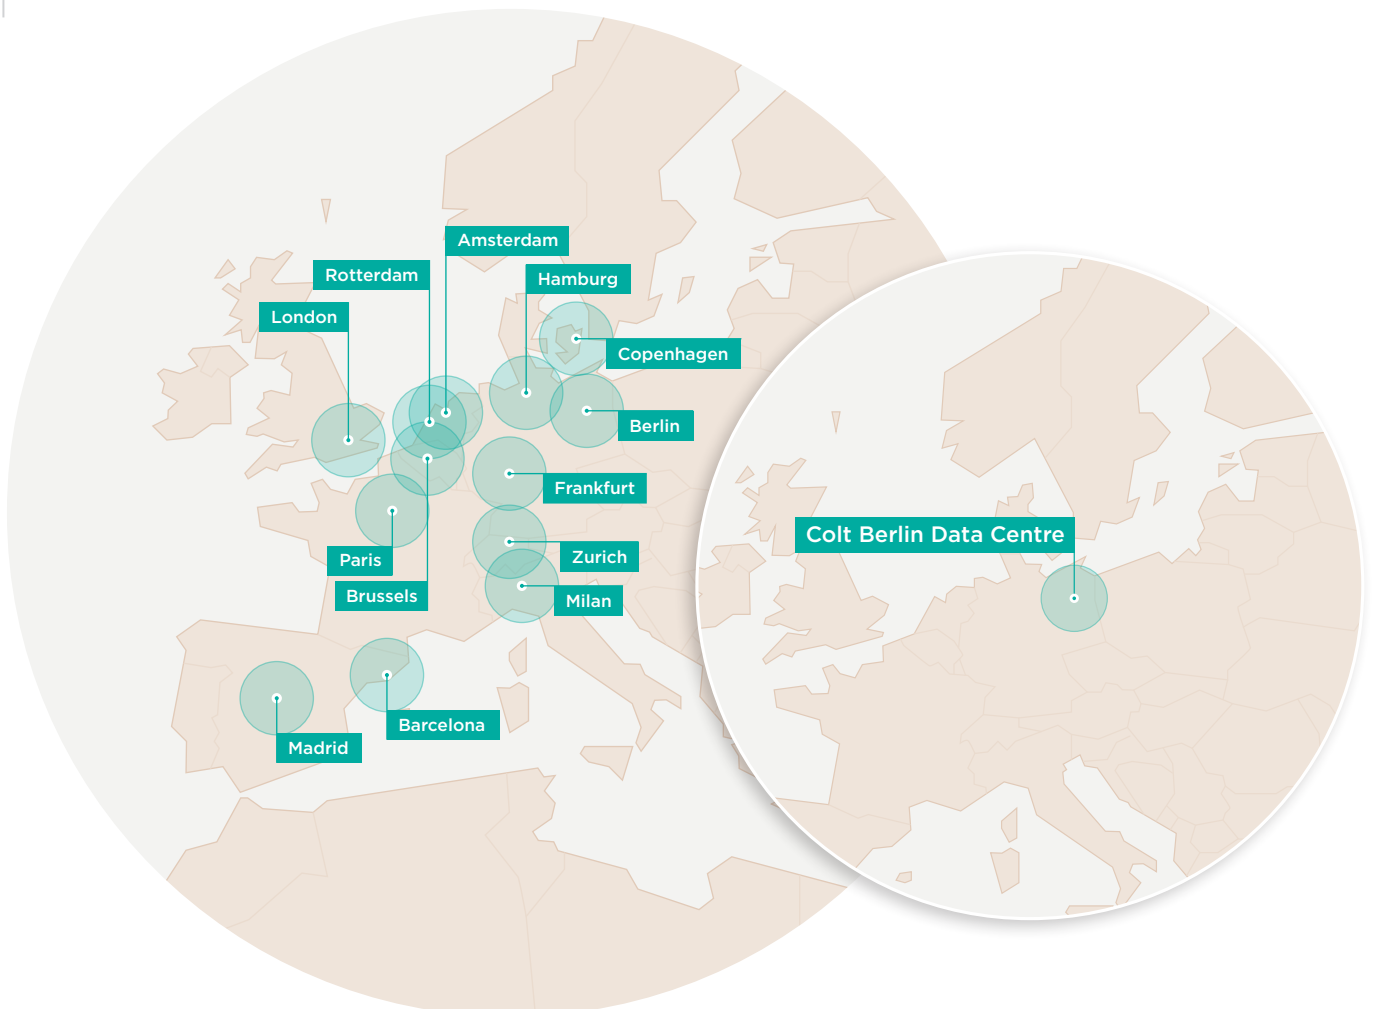 Amsterdam
Rotterdam
Hamburg
London
Copenhagen
Berlin
Frankfurt
Paris
Zurich
Brussels
Milan
Barcelona
Madrid
Colt Berlin Data Centre